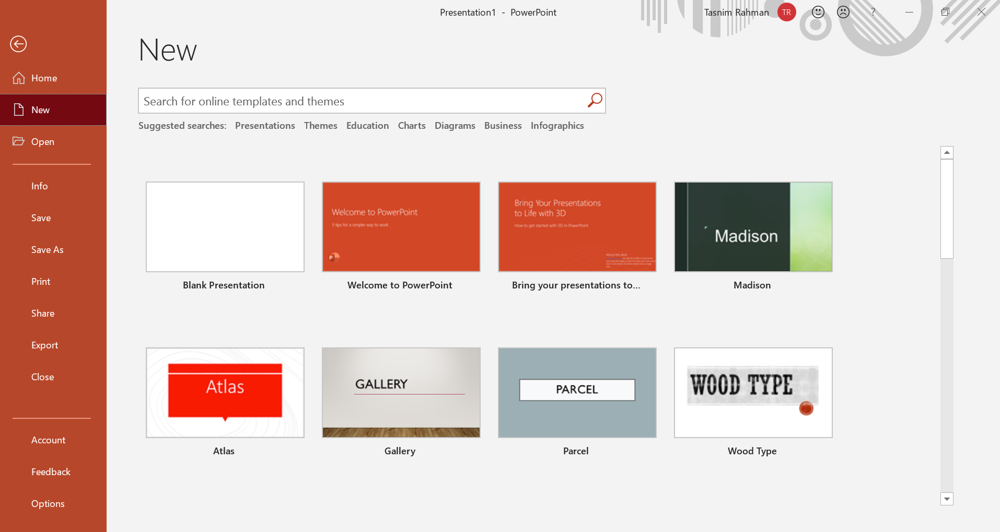 Presentation1 - PowerPoint
Tasnim Rahman TR
?
Home
New
Open
Info
Save
Save As
Print
Share
Export
Close
Account
Feedback
Options
New
Search for online templates and themes
Suggested searches: Presentations Themes Education Charts Diagrams Business Infographics
Blank Presentation
Welcome to PowerPoint
5 tips for a simpler way to work
P
Welcome to PowerPoint
Bring Your Presentations
to Life with 3D
How to get started with 3D in PowerPoint
About this deck
Bring your presentations to...
Madison
Madison
Atlas
Atlas
GALLERY
Gallery
PARCEL
Parcel
WOOD TYPE
Wood Type